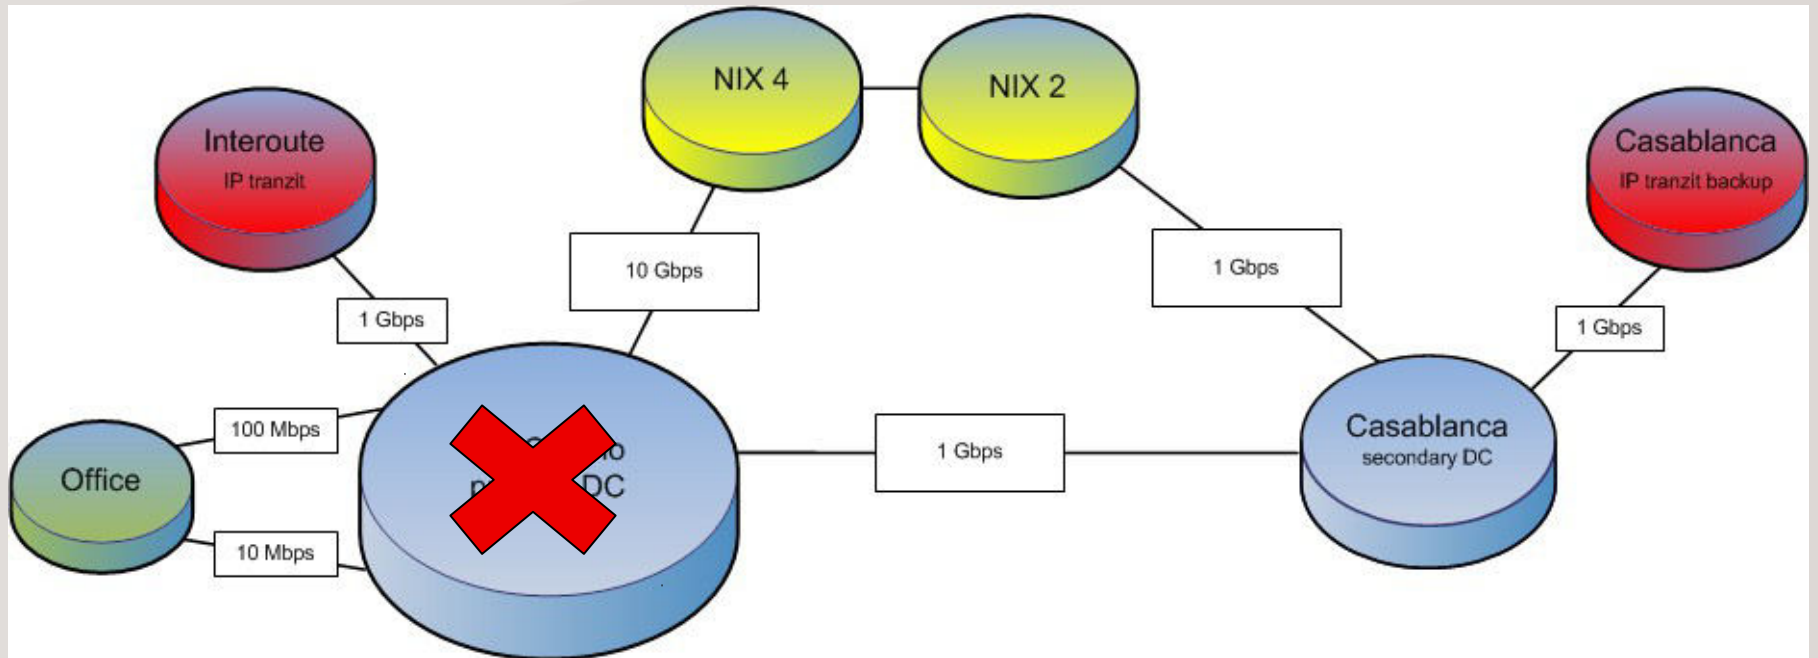 NIX 4
NIX 2
Interoute
IP tranzit
Casablanca
IP tranzit backup
10 Gbps
1 Gbps
1 Gbps
1 Gbps
100 Mbps
Office
10 Mbps
DC
1 Gbps
Casablanca
secondary DC